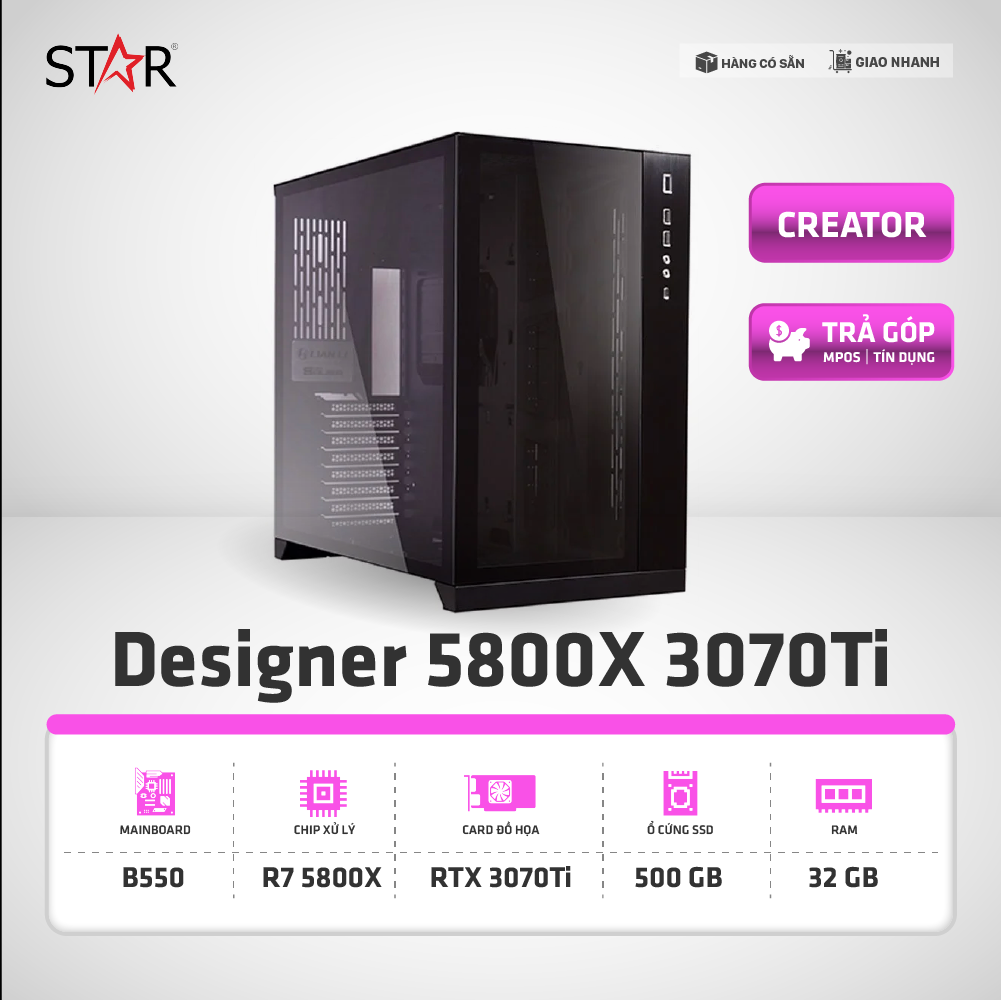 STAR®
HÀNG CÓ SẴN
GIAO NHANH
CREATOR
TRẢ GÓP
MPOS | TÍN DỤNG
Designer 5800X 3070Ti
MAINBOARD
CHIP XỬ LÝ
CARD ĐỒ HỌA
Ổ CỨNG SSD
RAM
B550
R7 5800X
RTX 3070Ti
500 GB
32 GB